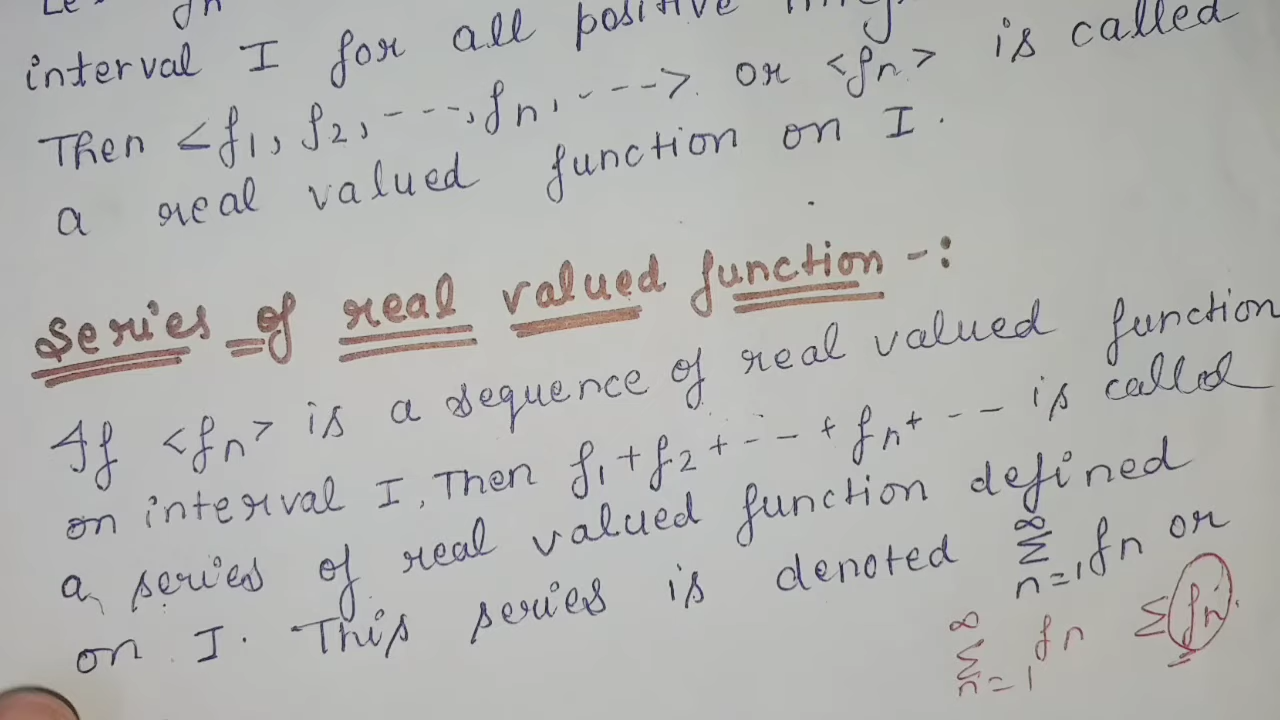 interval I for all positive
Then <f1, f2, ----, fn, ----> or <fn> is called
a real valued function on I.
Series of real valued function -:
If <fn> is a sequence of real valued function
on interval I, Then f1 + f2 + --- + fn + -- is called
a series of real valued function defined
on I. This series is denoted ∞ Σ n=1 fn or
∞ Σ n=1 fn Σfn.